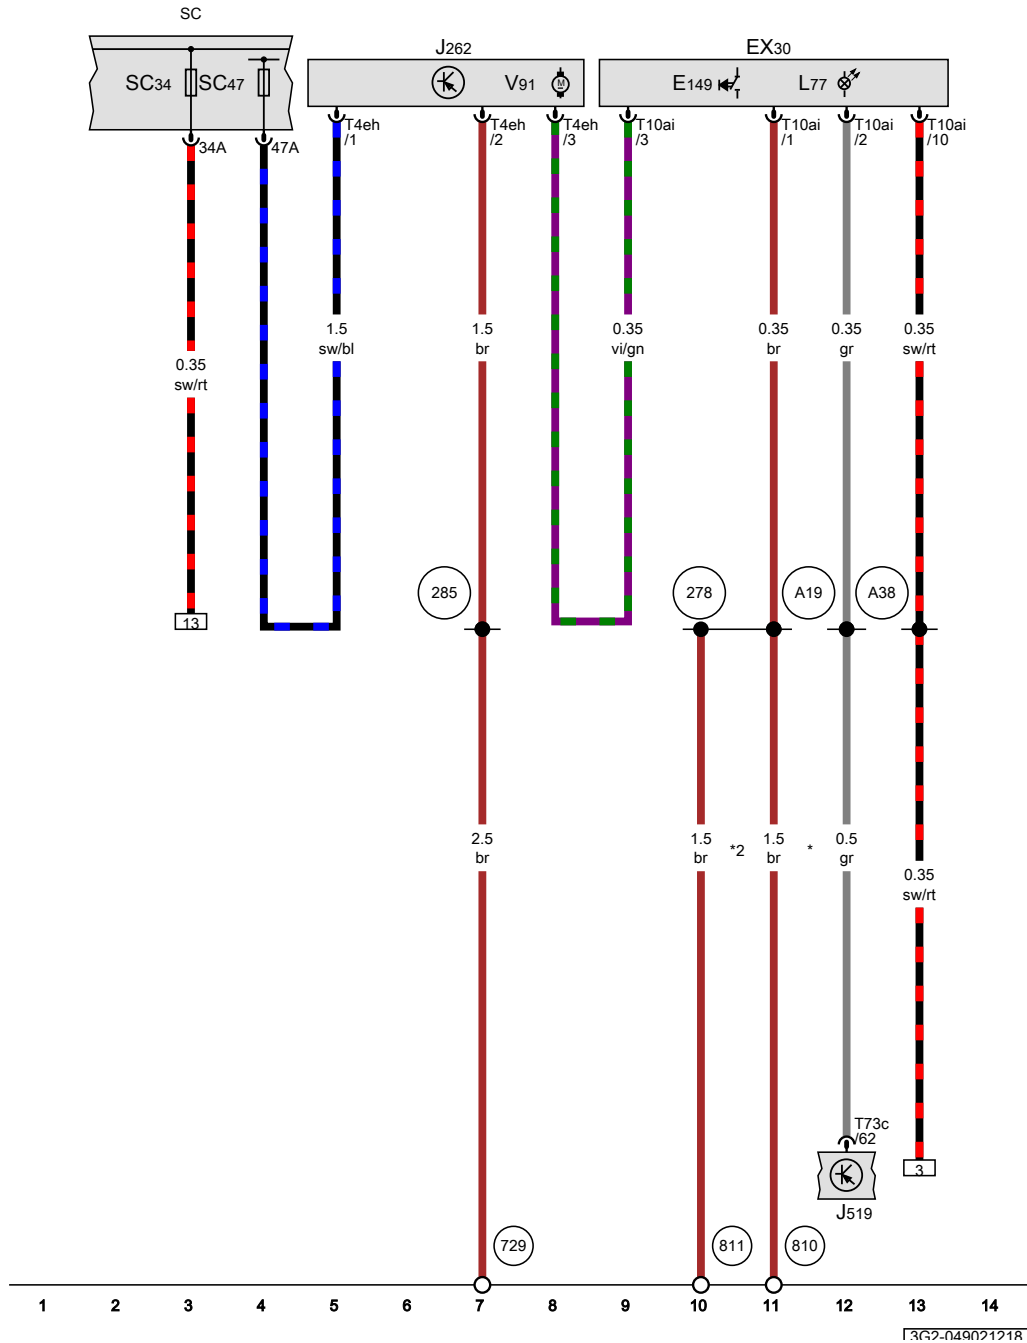 SC
J262
EX30
SC34 SC47
V91
M
E149
L77
34A
47A
T4eh
/1
T4eh
/2
T4eh
/3
T10ai
/3
T10ai
/1
T10ai
/2
T10ai
/10
0.35
sw/rt
1.5
sw/bl
1.5
br
0.35
vi/gn
0.35
br
0.35
gr
0.35
sw/rt
285
278
A19
A38
13
2.5
br
1.5
br
*2
1.5
br
*
0.5
gr
0.35
sw/rt
T73c
/62
3
J519
729
811
810
1 2 3 4 5 6 7 8 9 10 11 12 13 14
3G2-049021218